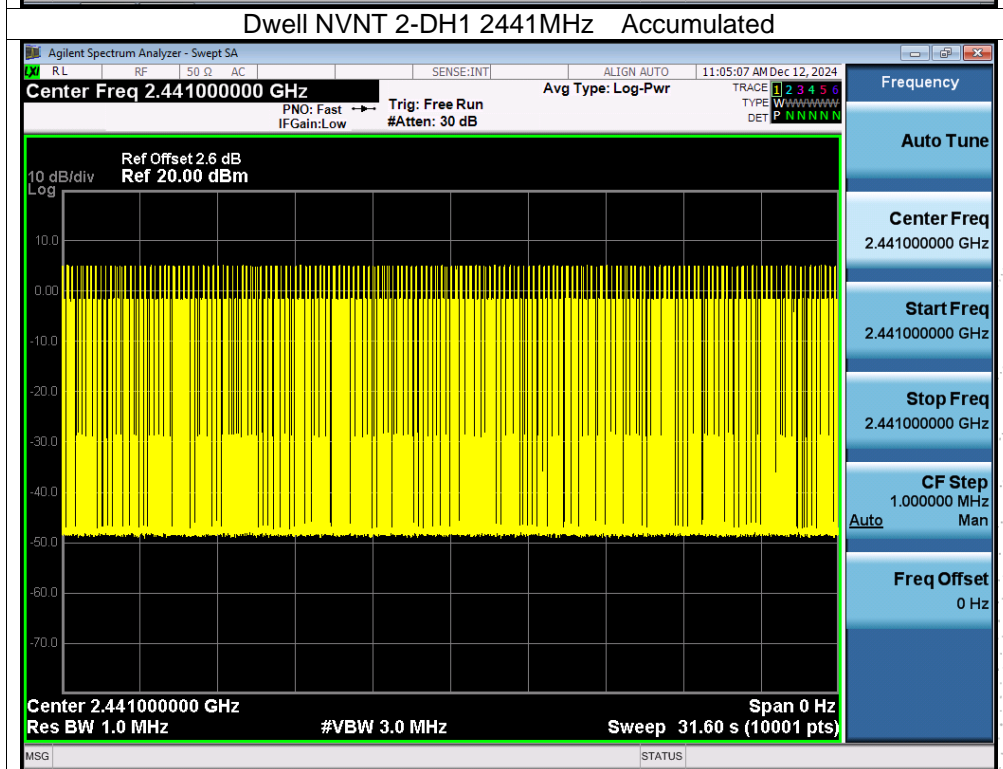 Dwell NVNT 2-DH1 2441MHz Accumulated
Agilent Spectrum Analyzer - Swept SA
LXI RL RF 50 Ω AC SENSE:INT ALIGN AUTO 11:05:07 AM Dec 12, 2024
Center Freq 2.441000000 GHz
PNO: Fast
IFGain:Low
Trig: Free Run
#Atten: 30 dB
Avg Type: Log-Pwr
TRACE 1 2 3 4 5 6
TYPE WWWWWW
DET P N N N N N
Ref Offset 2.6 dB
10 dB/div Ref 20.00 dBm
Log
10.0
0.00
-10.0
-20.0
-30.0
-40.0
-50.0
-60.0
-70.0
Center 2.441000000 GHz Span 0 Hz
Res BW 1.0 MHz #VBW 3.0 MHz Sweep 31.60 s (10001 pts)
MSG STATUS
Frequency
Auto Tune
Center Freq
2.441000000 GHz
Start Freq
2.441000000 GHz
Stop Freq
2.441000000 GHz
CF Step
1.000000 MHz
Auto Man
Freq Offset
0 Hz